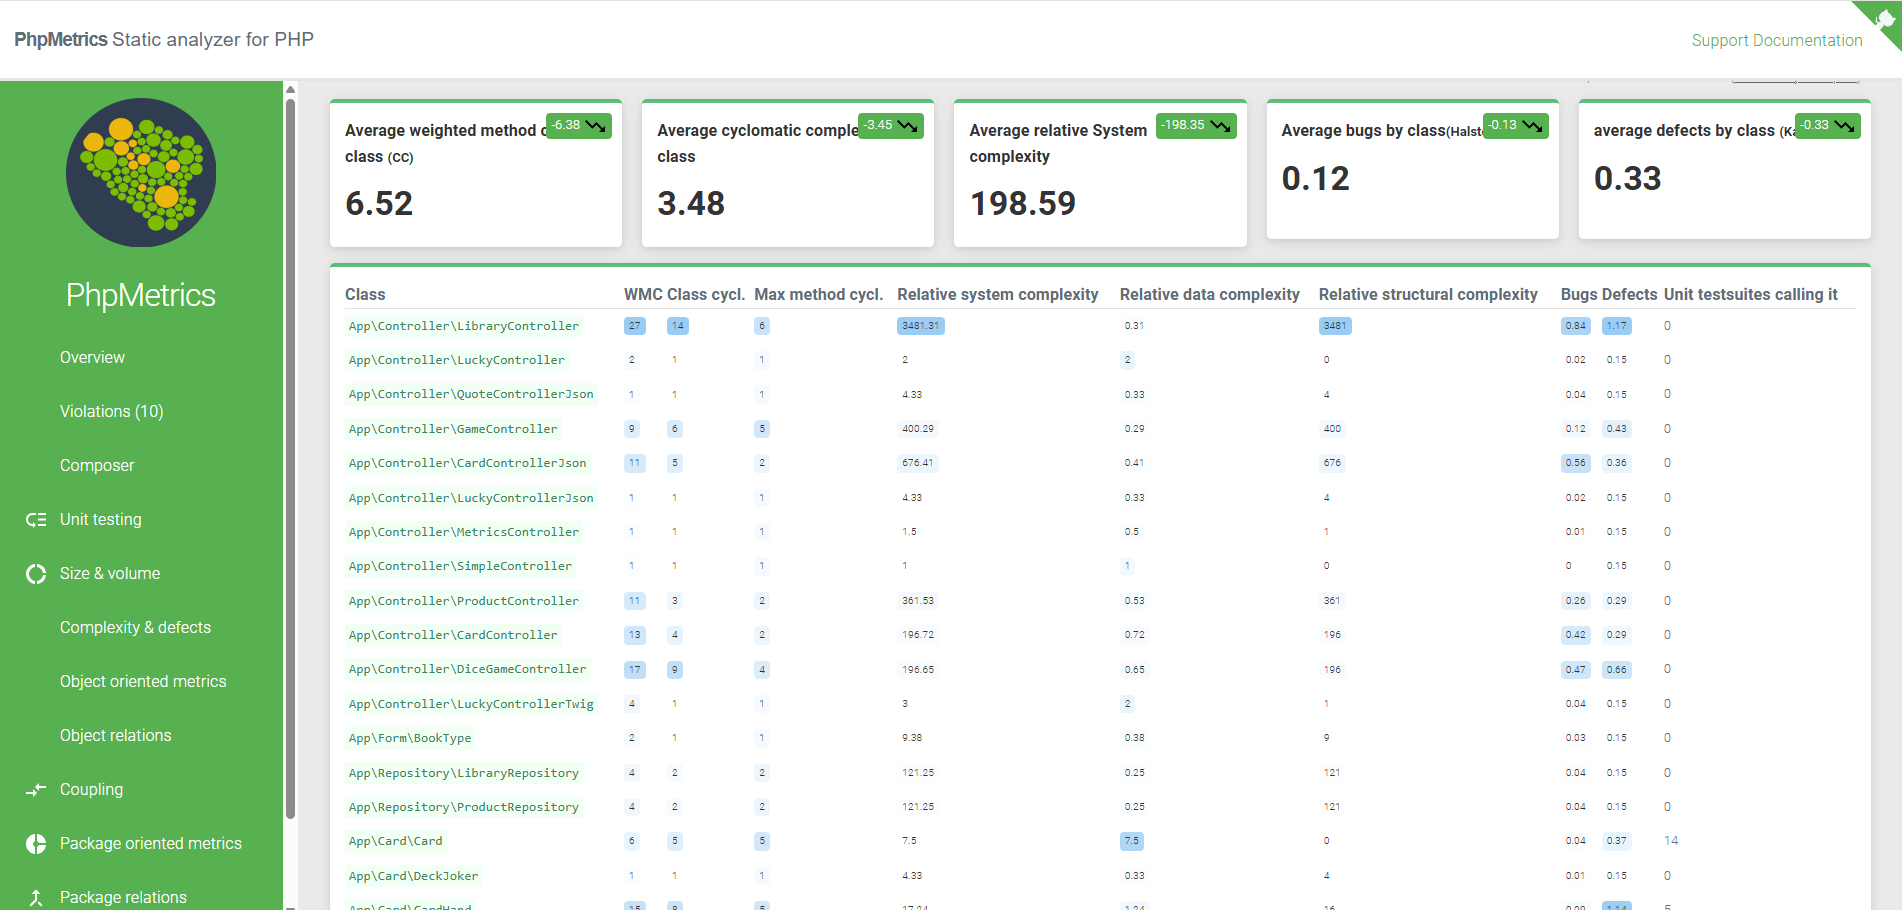 PhpMetrics Static analyzer for PHP
Support Documentation
PhpMetrics
Overview
Violations (10)
Composer
Unit testing
Size & volume
Complexity & defects
Object oriented metrics
Object relations
Coupling
Package oriented metrics
Package relations
Average weighted method c
class (CC)
-6.38
6.52
Average cyclomatic comple
class
-3.45
3.48
Average relative System
complexity
-198.35
198.59
Average bugs by class(Halst
-0.13
0.12
average defects by class (Ka
-0.33
0.33
Class WMC Class cycl. Max method cycl. Relative system complexity Relative data complexity Relative structural complexity Bugs Defects Unit testsuites calling it
App\Controller\LibraryController 27 14 6 3481.31 0.31 3481 0.84 1.17 0
App\Controller\LuckyController 2 1 1 2 2 0 0.02 0.15 0
App\Controller\QuoteControllerJson 1 1 1 4.33 0.33 4 0.04 0.15 0
App\Controller\GameController 9 6 5 400.29 0.29 400 0.12 0.43 0
App\Controller\CardControllerJson 11 5 2 676.41 0.41 676 0.56 0.36 0
App\Controller\LuckyControllerJson 1 1 1 4.33 0.33 4 0.02 0.15 0
App\Controller\MetricsController 1 1 1 1.5 0.5 1 0.01 0.15 0
App\Controller\SimpleController 1 1 1 1 1 0 0 0.15 0
App\Controller\ProductController 11 3 2 361.53 0.53 361 0.26 0.29 0
App\Controller\CardController 13 4 2 196.72 0.72 196 0.42 0.29 0
App\Controller\DiceGameController 17 9 4 196.65 0.65 196 0.47 0.66 0
App\Controller\LuckyControllerTwig 4 1 1 3 2 1 0.04 0.15 0
App\Form\BookType 2 1 1 9.38 0.38 9 0.03 0.15 0
App\Repository\LibraryRepository 4 2 2 121.25 0.25 121 0.04 0.15 0
App\Repository\ProductRepository 4 2 2 121.25 0.25 121 0.04 0.15 0
App\Card\Card 6 5 5 7.5 7.5 0 0.04 0.37 14
App\Card\DeckJoker 1 1 1 4.33 0.33 4 0.01 0.15 0
App\Card\CardHand 15 8 5 17.24 1.24 16 0.09 1.14 5